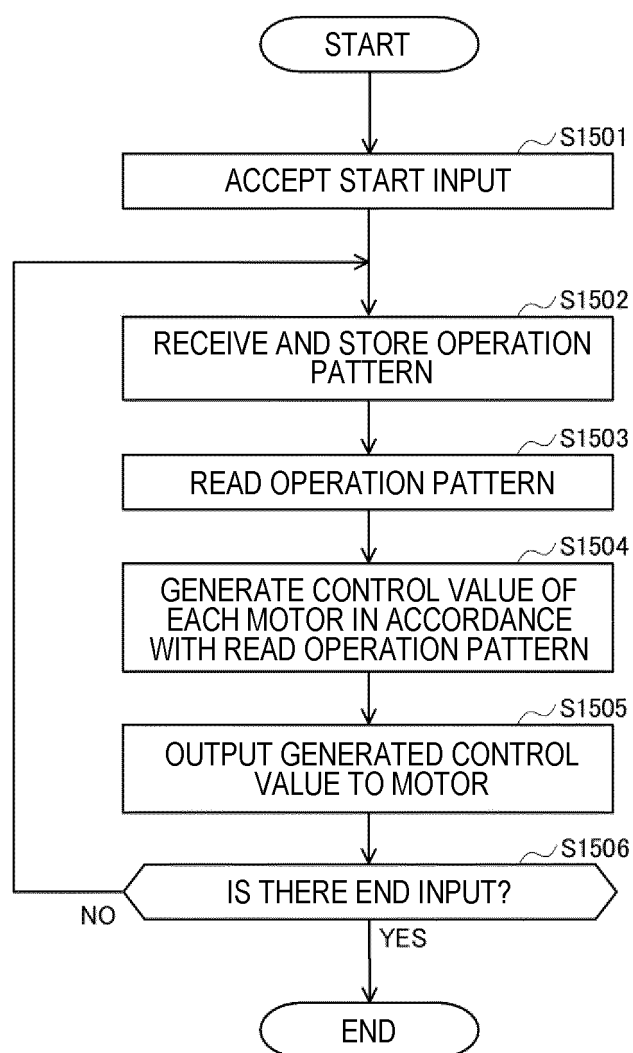 START
S1501
ACCEPT START INPUT
S1502
RECEIVE AND STORE OPERATION
PATTERN
S1503
READ OPERATION PATTERN
S1504
GENERATE CONTROL VALUE OF
EACH MOTOR IN ACCORDANCE
WITH READ OPERATION PATTERN
S1505
OUTPUT GENERATED CONTROL
VALUE TO MOTOR
S1506
IS THERE END INPUT?
NO
YES
END